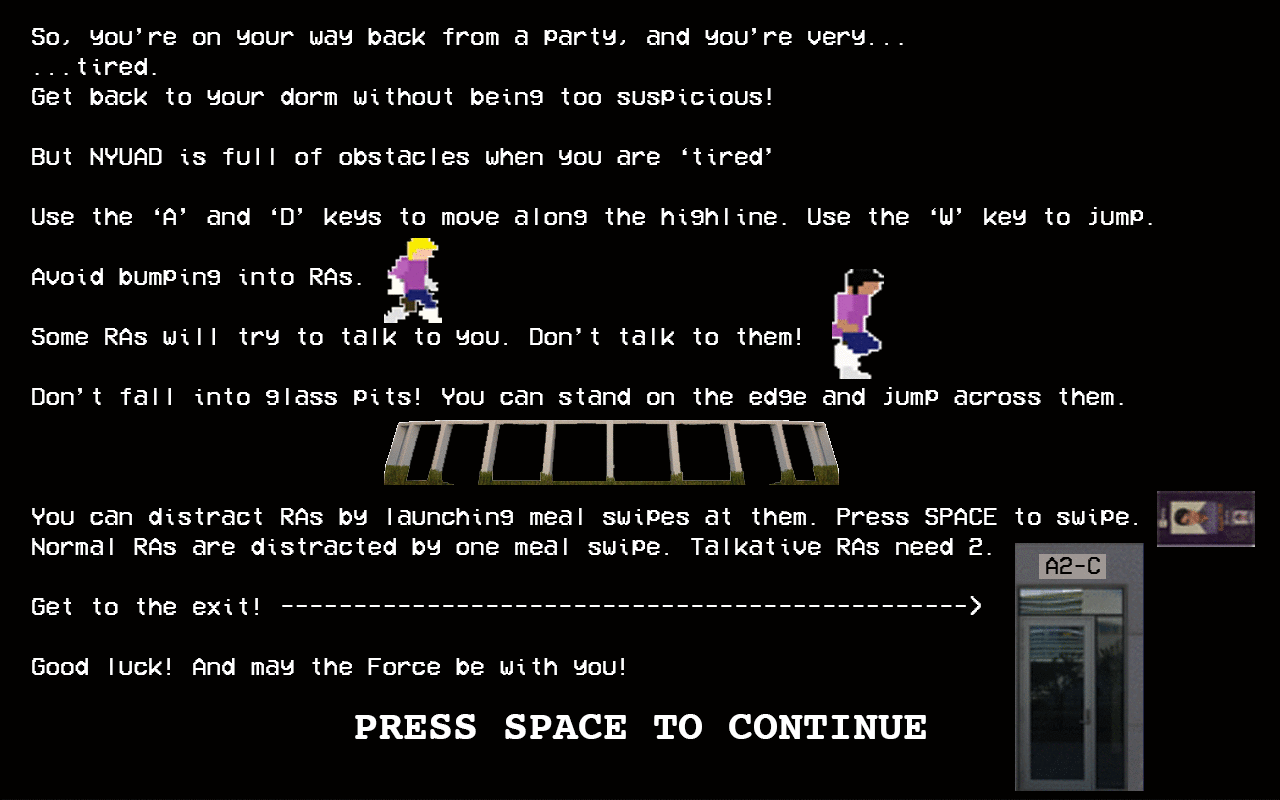 So, you're on your way back from a party, and you're very...
...tired.
Get back to your dorm without being too suspicious!
But NYUAD is full of obstacles when you are ‘tired’
Use the ‘A’ and ‘D’ keys to move along the highline. Use the ‘W’ key to jump.
Avoid bumping into RAs.
Some RAs will try to talk to you. Don't talk to them!
Don't fall into glass pits! You can stand on the edge and jump across them.
You can distract RAs by launching meal swipes at them. Press SPACE to swipe.
Normal RAs are distracted by one meal swipe. Talkative RAs need 2.
A2-C
Get to the exit! ----------------------------------------------->
Good luck! And may the Force be with you!
PRESS SPACE TO CONTINUE